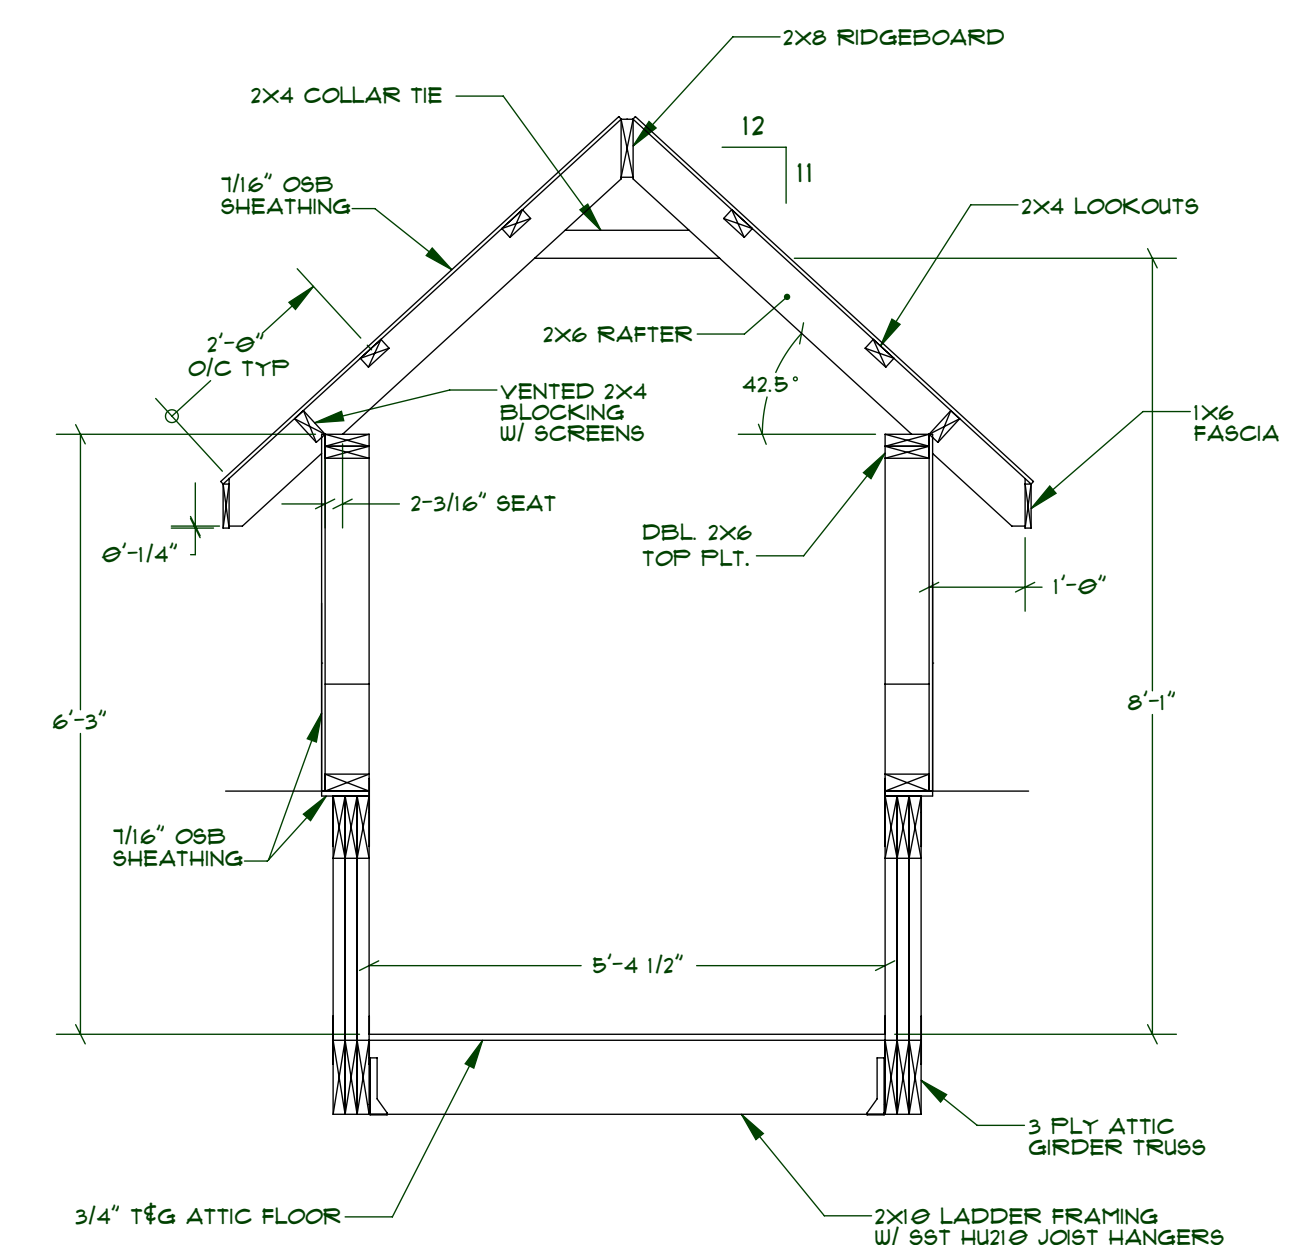 2X8 RIDGEBOARD
2X4 COLLAR TIE
12
11
7/16" OSB
SHEATHING
2X4 LOOKOUTS
2'-0"
O/C TYP
2X6 RAFTER
42.5°
VENTED 2X4
BLOCKING
W/ SCREENS
1X6
FASCIA
2-3/16" SEAT
DBL. 2X6
TOP PLT.
0'-1/4"
1'-0"
6'-3"
8'-1"
7/16" OSB
SHEATHING
5'-4 1/2"
3 PLY ATTIC
GIRDER TRUSS
3/4" T&G ATTIC FLOOR
2X10 LADDER FRAMING
W/ SST HU210 JOIST HANGERS